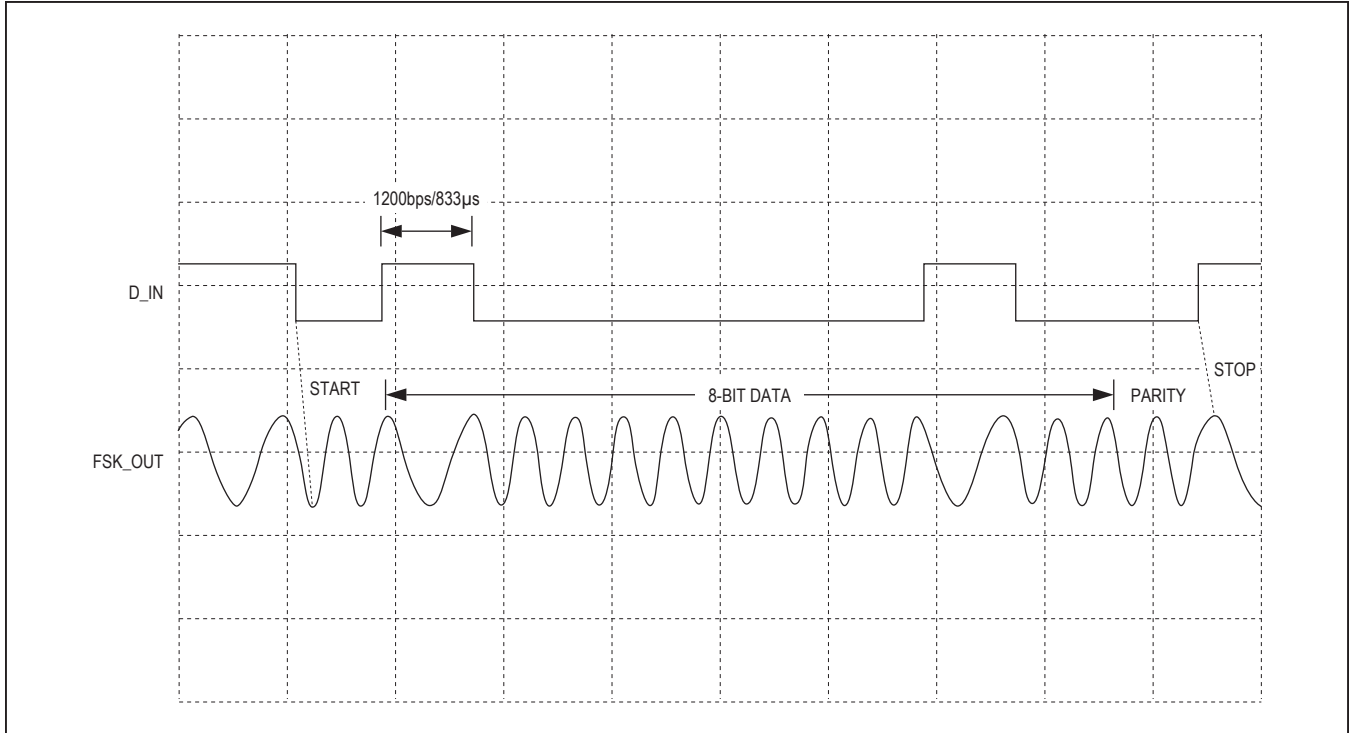 1200bps/833µs
D_IN
START
8-BIT DATA
PARITY
STOP
FSK_OUT